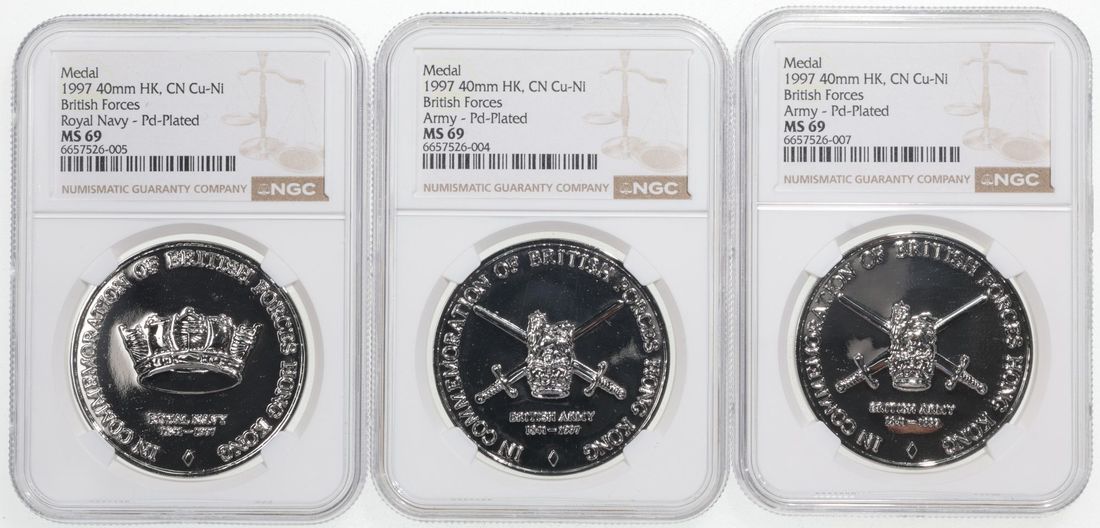 Medal
1997 40mm HK, CN Cu-Ni
British Forces
Royal Navy - Pd-Plated
MS 69
6657526-005
NUMISMATIC GUARANTY COMPANY NGC
IN COMMEMORATION OF BRITISH FORCES HONG KONG
ROYAL NAVY
Medal
1997 40mm HK, CN Cu-Ni
British Forces
Army - Pd-Plated
MS 69
6657526-004
NUMISMATIC GUARANTY COMPANY NGC
IN COMMEMORATION OF BRITISH FORCES HONG KONG
BRITISH ARMY
1841-1997
Medal
1997 40mm HK, CN Cu-Ni
British Forces
Army - Pd-Plated
MS 69
6657526-007
NUMISMATIC GUARANTY COMPANY NGC
IN COMMEMORATION OF BRITISH FORCES HONG KONG
BRITISH ARMY